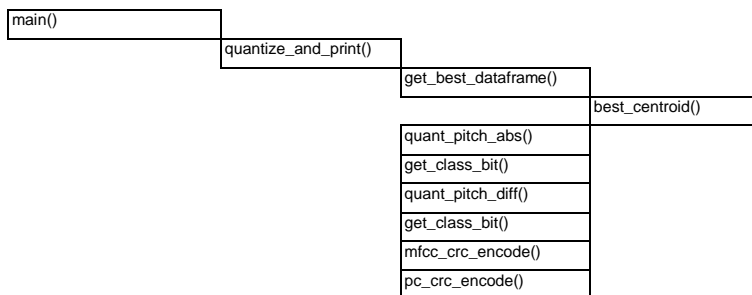 main()
quantize_and_print()
get_best_dataframe()
best_centroid()
quant_pitch_abs()
get_class_bit()
quant_pitch_diff()
get_class_bit()
mfcc_crc_encode()
pc_crc_encode()